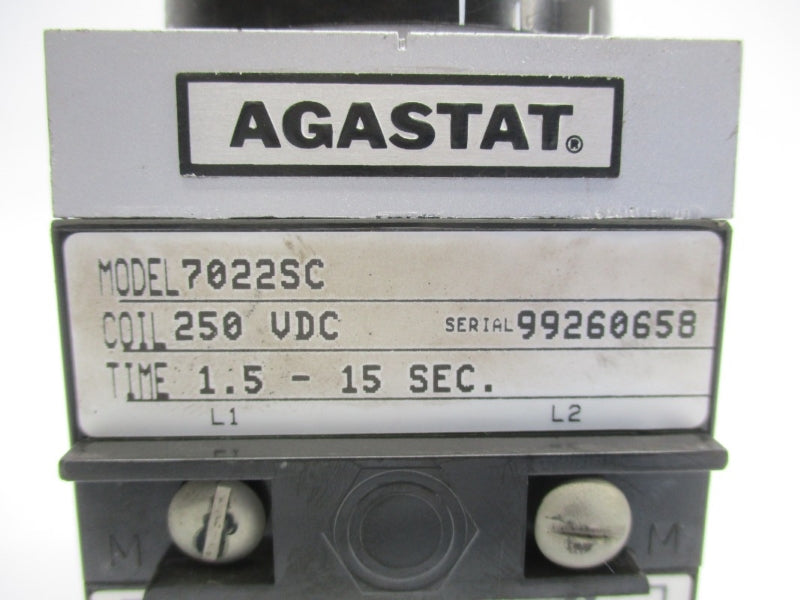 AGASTAT®
MODEL 7022SC
COIL 250 VDC SERIAL 99260658
TIME 1.5 - 15 SEC.
L1 L2
M M